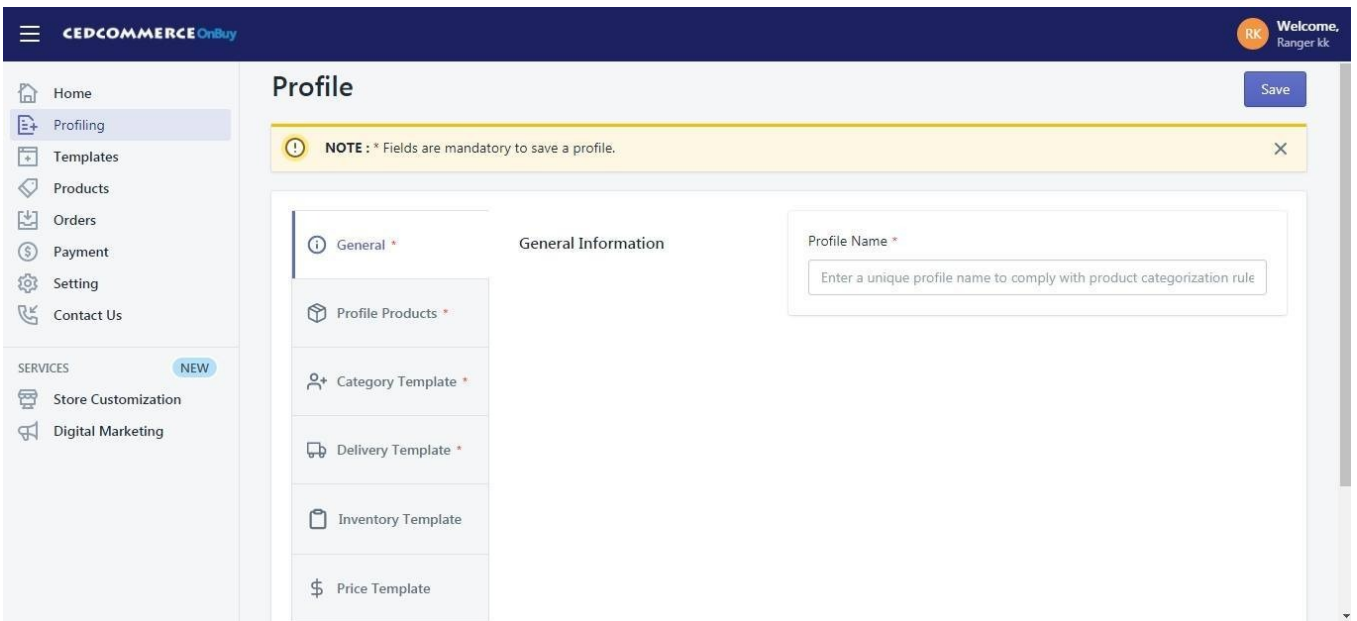 CEDCOMMERCE OnBuy
RK
Welcome,
Ranger kk
Home
Profiling
Templates
Products
Orders
Payment
Setting
Contact Us
SERVICES NEW
Store Customization
Digital Marketing
Profile
Save
NOTE : * Fields are mandatory to save a profile.
General *
Profile Products *
Category Template *
Delivery Template *
Inventory Template
Price Template
General Information
Profile Name *
Enter a unique profile name to comply with product categorization rule